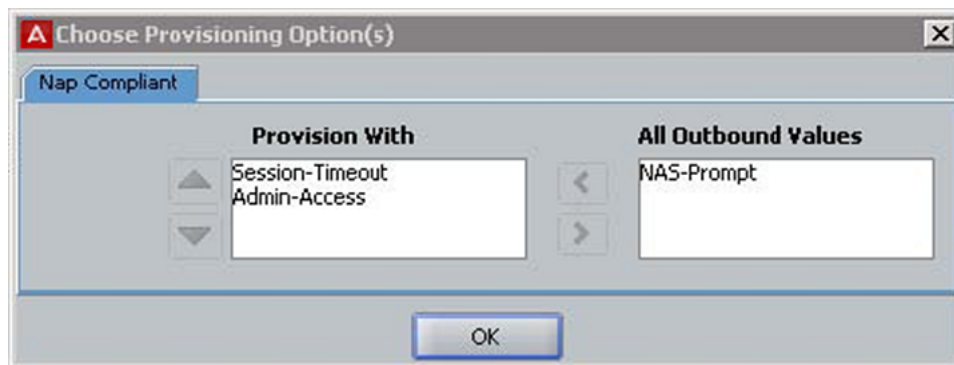 Choose Provisioning Option(s)
Nap Compliant
Provision With
All Outbound Values
Session-Timeout
Admin-Access
NAS-Prompt
OK